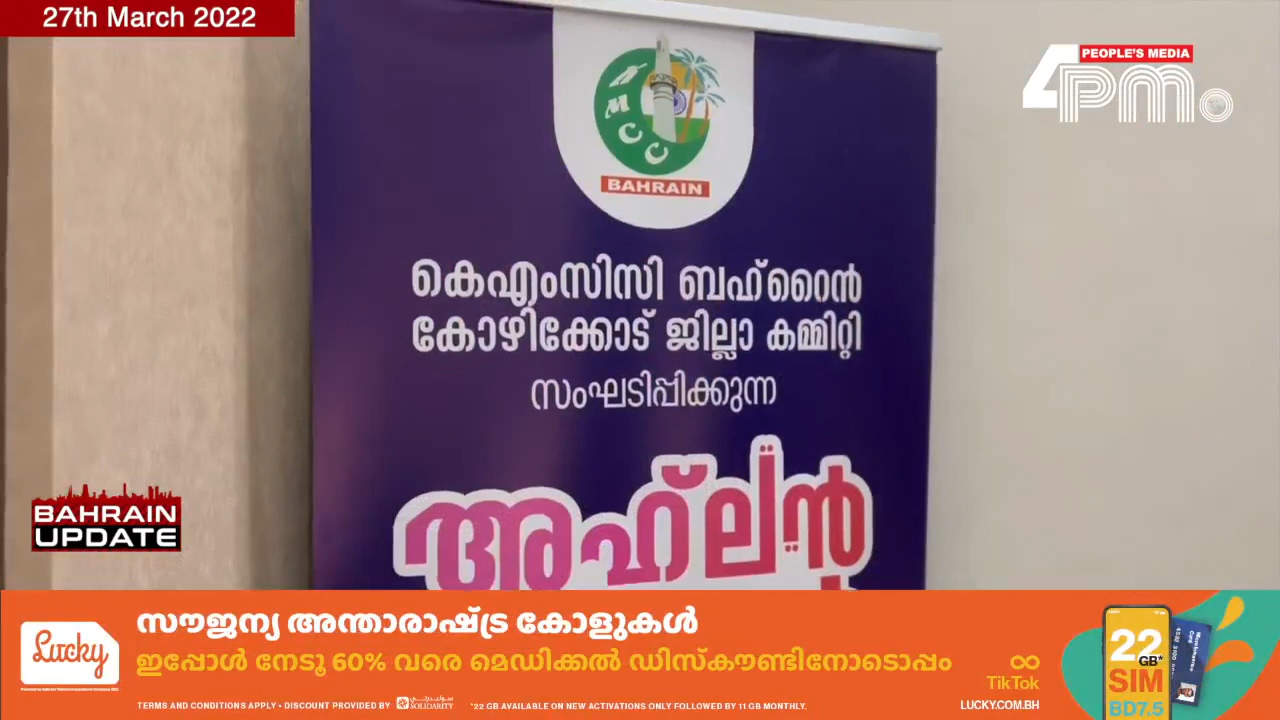 27th March 2022
PEOPLE'S MEDIA
4pm
KMCC
BAHRAIN
കെഎംസിസി ബഹ്റൈൻ
കോഴിക്കോട് ജില്ലാ കമ്മിറ്റി
സംഘടിപ്പിക്കുന്ന
അഹ്‌ലൻ
BAHRAIN
UPDATE
Lucky
സൗജന്യ അന്താരാഷ്ട്ര കോളുകൾ
ഇപ്പോൾ നേടൂ 60% വരെ മെഡിക്കൽ ഡിസ്കൗണ്ടിനോടൊപ്പം
TikTok
22
GB*
SIM
BD7.5
TERMS AND CONDITIONS APPLY • DISCOUNT PROVIDED BY SOLIDARITY *22 GB AVAILABLE ON NEW ACTIVATIONS ONLY FOLLOWED BY 11 GB MONTHLY.
LUCKY.COM.BH